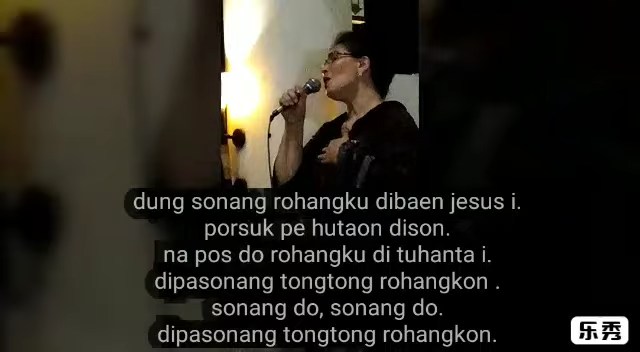 dung sonang rohangku dibaen jesus i.
porsuk pe hutaon dison.
na pos do rohangku di tuhanta i.
dipasonang tongtong rohangkon .
sonang do, sonang do.
dipasonang tongtong rohangkon.
乐秀